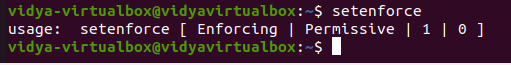 vidya-virtualbox@vidyavirtualbox:~$ setenforce
usage:  setenforce [ Enforcing | Permissive | 1 | 0 ]
vidya-virtualbox@vidyavirtualbox:~$